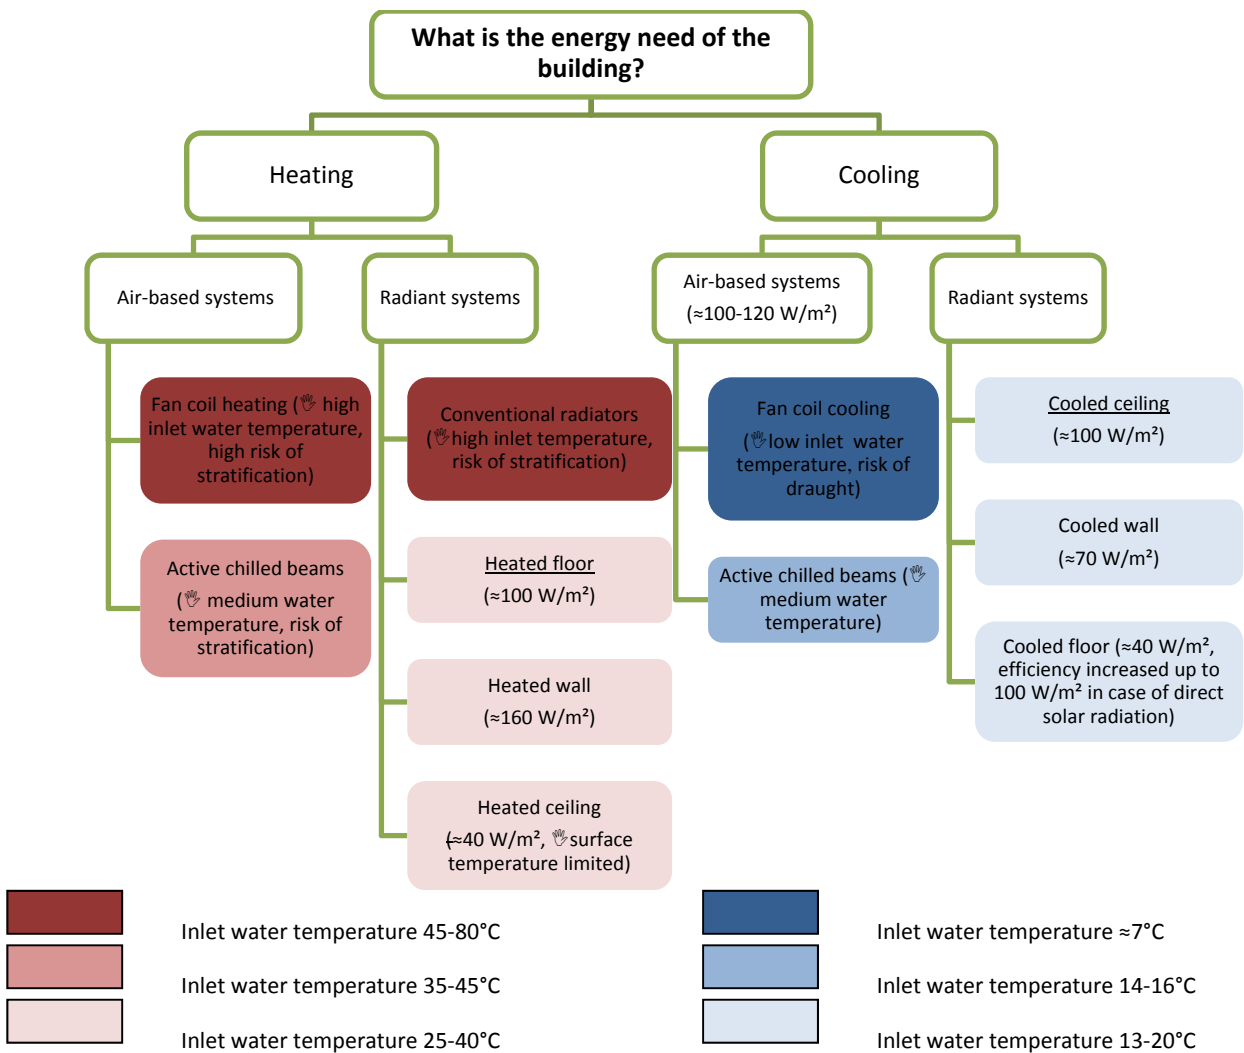 What is the energy need of the
building?
Heating
Cooling
Air-based systems
Radiant systems
Air-based systems
(≈100-120 W/m²)
Radiant systems
Fan coil heating (🖑 high
inlet water temperature,
high risk of
stratification)
Active chilled beams
(🖑 medium water
temperature, risk of
stratification)
Conventional radiators
(🖑high inlet temperature,
risk of stratification)
Heated floor
(≈100 W/m²)
Heated wall
(≈160 W/m²)
Heated ceiling
(≈40 W/m², 🖑surface
temperature limited)
Fan coil cooling
(🖑low inlet water
temperature, risk of
draught)
Active chilled beams (🖑
medium water
temperature)
Cooled ceiling
(≈100 W/m²)
Cooled wall
(≈70 W/m²)
Cooled floor (≈40 W/m²,
efficiency increased up to
100 W/m² in case of direct
solar radiation)
Inlet water temperature 45-80°C
Inlet water temperature 35-45°C
Inlet water temperature 25-40°C
Inlet water temperature ≈7°C
Inlet water temperature 14-16°C
Inlet water temperature 13-20°C